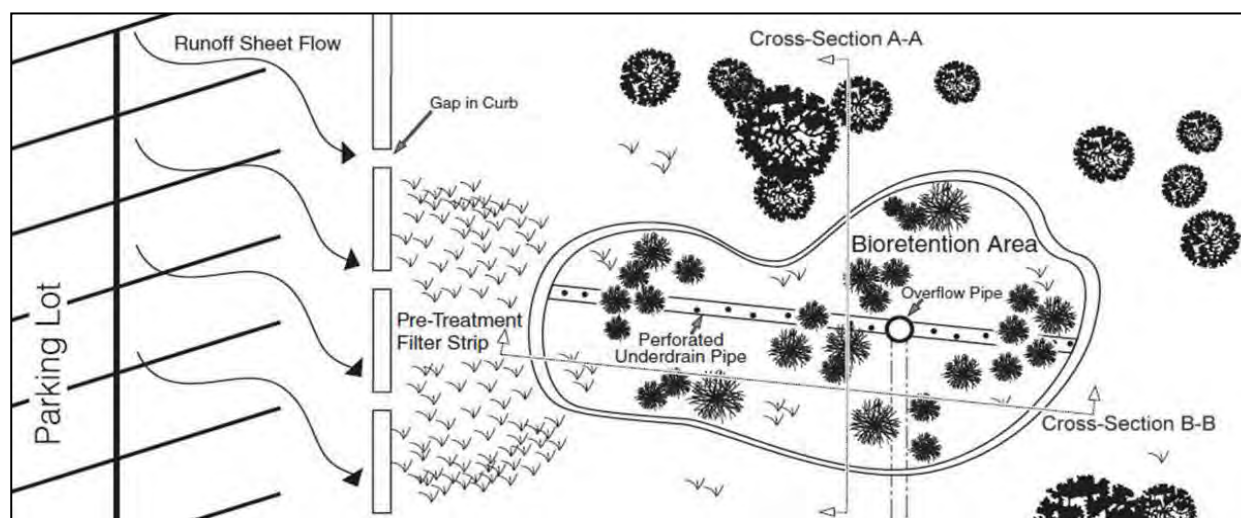 Runoff Sheet Flow
Cross-Section A-A
Gap in Curb
Bioretention Area
Overflow Pipe
Pre-Treatment
Filter Strip
Perforated
Underdrain Pipe
Parking Lot
Cross-Section B-B